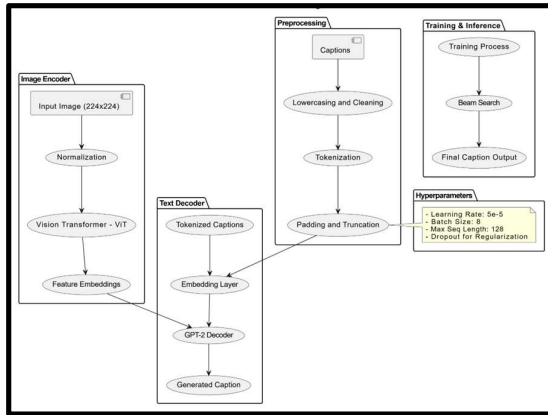 Preprocessing
Captions
Lowercasing and Cleaning
Tokenization
Padding and Truncation
Training & Inference
Training Process
Beam Search
Final Caption Output
Image Encoder
Input Image (224x224)
Normalization
Vision Transformer - ViT
Feature Embeddings
Text Decoder
Tokenized Captions
Embedding Layer
GPT-2 Decoder
Generated Caption
Hyperparameters
- Learning Rate: 5e-5
- Batch Size: 8
- Max Seq Length: 128
- Dropout for Regularization